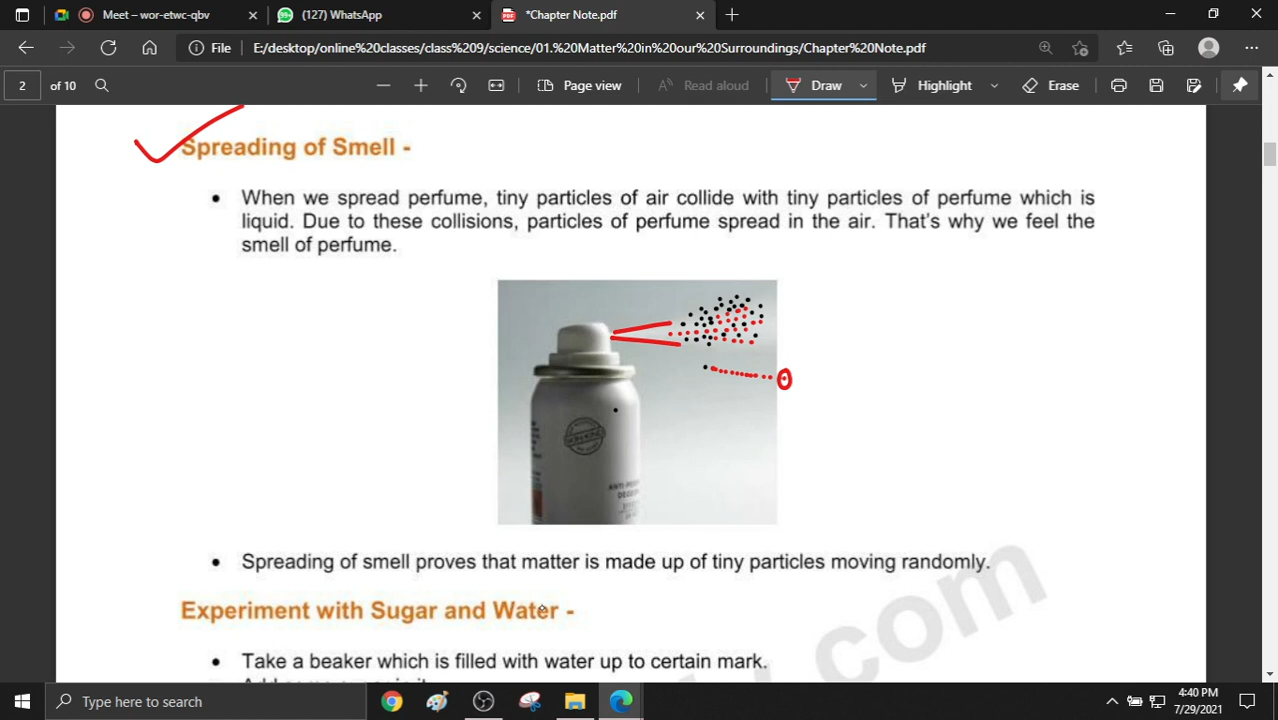 Meet – wor-etwc-qbv
(127) WhatsApp
*Chapter Note.pdf
File
E:/desktop/online%20classes/class%209/science/01.%20Matter%20in%20our%20Surroundings/Chapter%20Note.pdf
2 of 10
Page view
Read aloud
Draw
Highlight
Erase
Spreading of Smell -
• When we spread perfume, tiny particles of air collide with tiny particles of perfume which is
liquid. Due to these collisions, particles of perfume spread in the air. That's why we feel the
smell of perfume.
• Spreading of smell proves that matter is made up of tiny particles moving randomly.
Experiment with Sugar and Water -
• Take a beaker which is filled with water up to certain mark.
.com
Type here to search
4:40 PM
7/29/2021